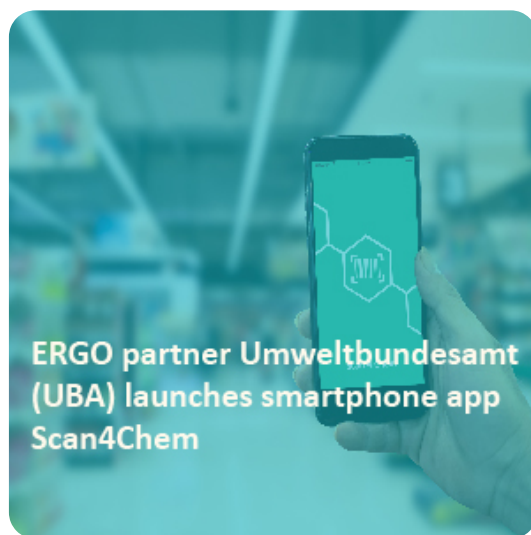 ERGO partner Umweltbundesamt
(UBA) launches smartphone app
Scan4Chem